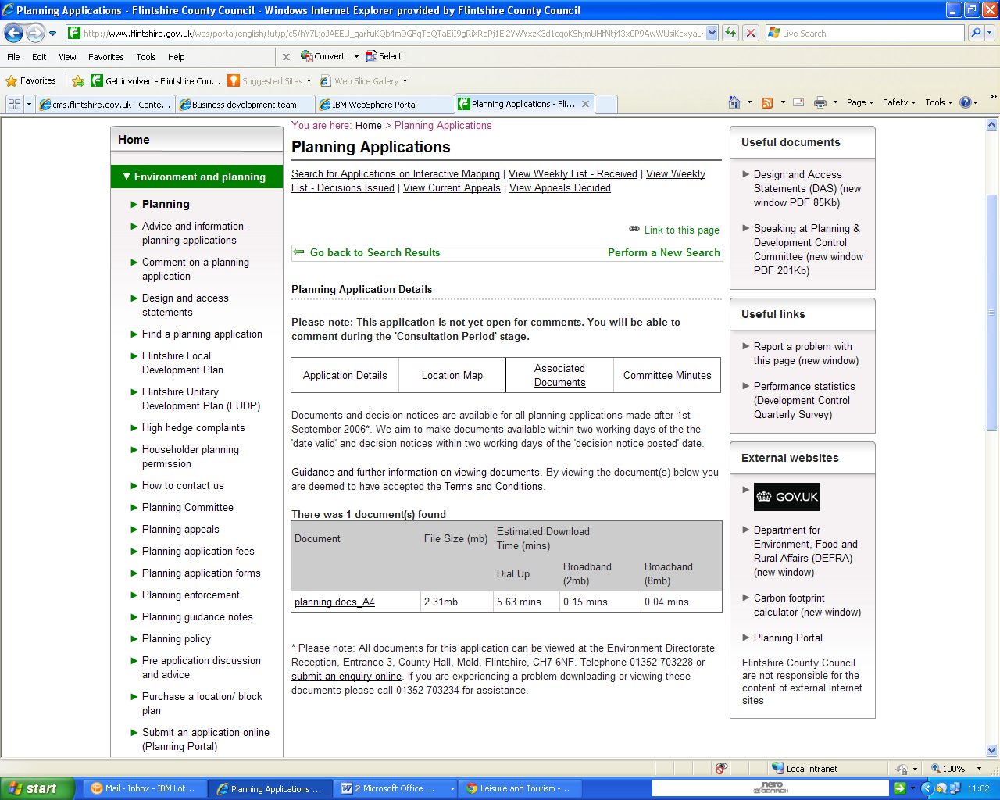 Planning Applications - Flintshire County Council - Windows Internet Explorer provided by Flintshire County Council
Live Search
File Edit View Favorites Tools Help
Convert Select
Favorites Get involved - Flintshire Cou... Suggested Sites Web Slice Gallery
cms.flintshire.gov.uk - Conte... Business development team IBM WebSphere Portal Planning Applications - Fli...
Page Safety Tools
Home
Environment and planning
Planning
Advice and information -
planning applications
Comment on a planning
application
Design and access
statements
Find a planning application
Flintshire Local
Development Plan
Flintshire Unitary
Development Plan (FUDP)
High hedge complaints
Householder planning
permission
How to contact us
Planning Committee
Planning appeals
Planning application fees
Planning application forms
Planning enforcement
Planning guidance notes
Planning policy
Pre application discussion
and advice
Purchase a location/ block
plan
Submit an application online
(Planning Portal)
You are here: Home > Planning Applications
Planning Applications
Search for Applications on Interactive Mapping | View Weekly List - Received | View Weekly
List - Decisions Issued | View Current Appeals | View Appeals Decided
Link to this page
Go back to Search Results Perform a New Search
Planning Application Details
Please note: This application is not yet open for comments. You will be able to
comment during the 'Consultation Period' stage.
Application Details Location Map Associated Documents Committee Minutes
Documents and decision notices are available for all planning applications made after 1st
September 2006*. We aim to make documents available within two working days of the the
'date valid' and decision notices within two working days of the 'decision notice posted' date.
Guidance and further information on viewing documents. By viewing the document(s) below you
are deemed to have accepted the Terms and Conditions.
There was 1 document(s) found
Document File Size (mb) Estimated Download Time (mins)
Dial Up Broadband (2mb) Broadband (8mb)
planning docs_A4 2.31mb 5.63 mins 0.15 mins 0.04 mins
* Please note: All documents for this application can be viewed at the Environment Directorate
Reception, Entrance 3, County Hall, Mold, Flintshire, CH7 6NF. Telephone 01352 703228 or
submit an enquiry online. If you are experiencing a problem downloading or viewing these
documents please call 01352 703234 for assistance.
Useful documents
Design and Access
Statements (DAS) (new
window PDF 85Kb)
Speaking at Planning &
Development Control
Committee (new window
PDF 201Kb)
Useful links
Report a problem with
this page (new window)
Performance statistics
(Development Control
Quarterly Survey)
External websites
GOV.UK
Department for
Environment, Food and
Rural Affairs (DEFRA)
(new window)
Carbon footprint
calculator (new window)
Planning Portal
Flintshire County Council
are not responsible for the
content of external internet
sites
Local intranet 100%
start Mail - Inbox - IBM Lot... Planning Applications ... 2 Microsoft Office ... Leisure and Tourism -... nero @SEARCH 11:02